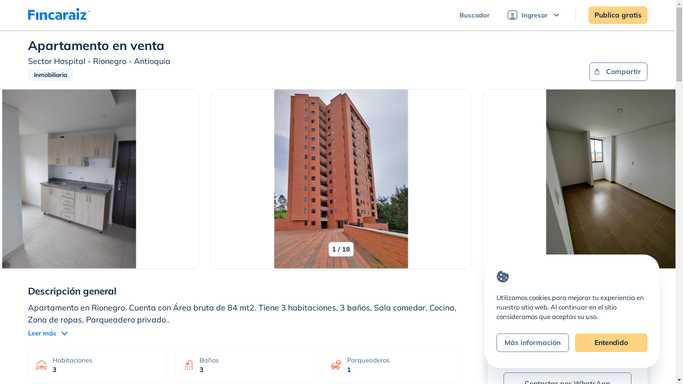 Fincaraiz
Buscador
Ingresar
Publica gratis
Apartamento en venta
Sector Hospital - Rionegro - Antioquia
Inmobiliaria
Compartir
1 / 18
Descripción general
Apartamento en Rionegro. Cuenta con Área bruta de 84 mt2. Tiene 3 habitaciones, 3 baños, Sala comedor, Cocina,
Zona de ropas, Parqueadero privado..
Leer más
Habitaciones
3
Baños
3
Parqueaderos
1
Utilizamos cookies para mejorar tu experiencia en
nuestro sitio web. Al continuar en el sitio
consideramos que aceptas su uso.
Más información
Entendido
Contactar por WhatsApp